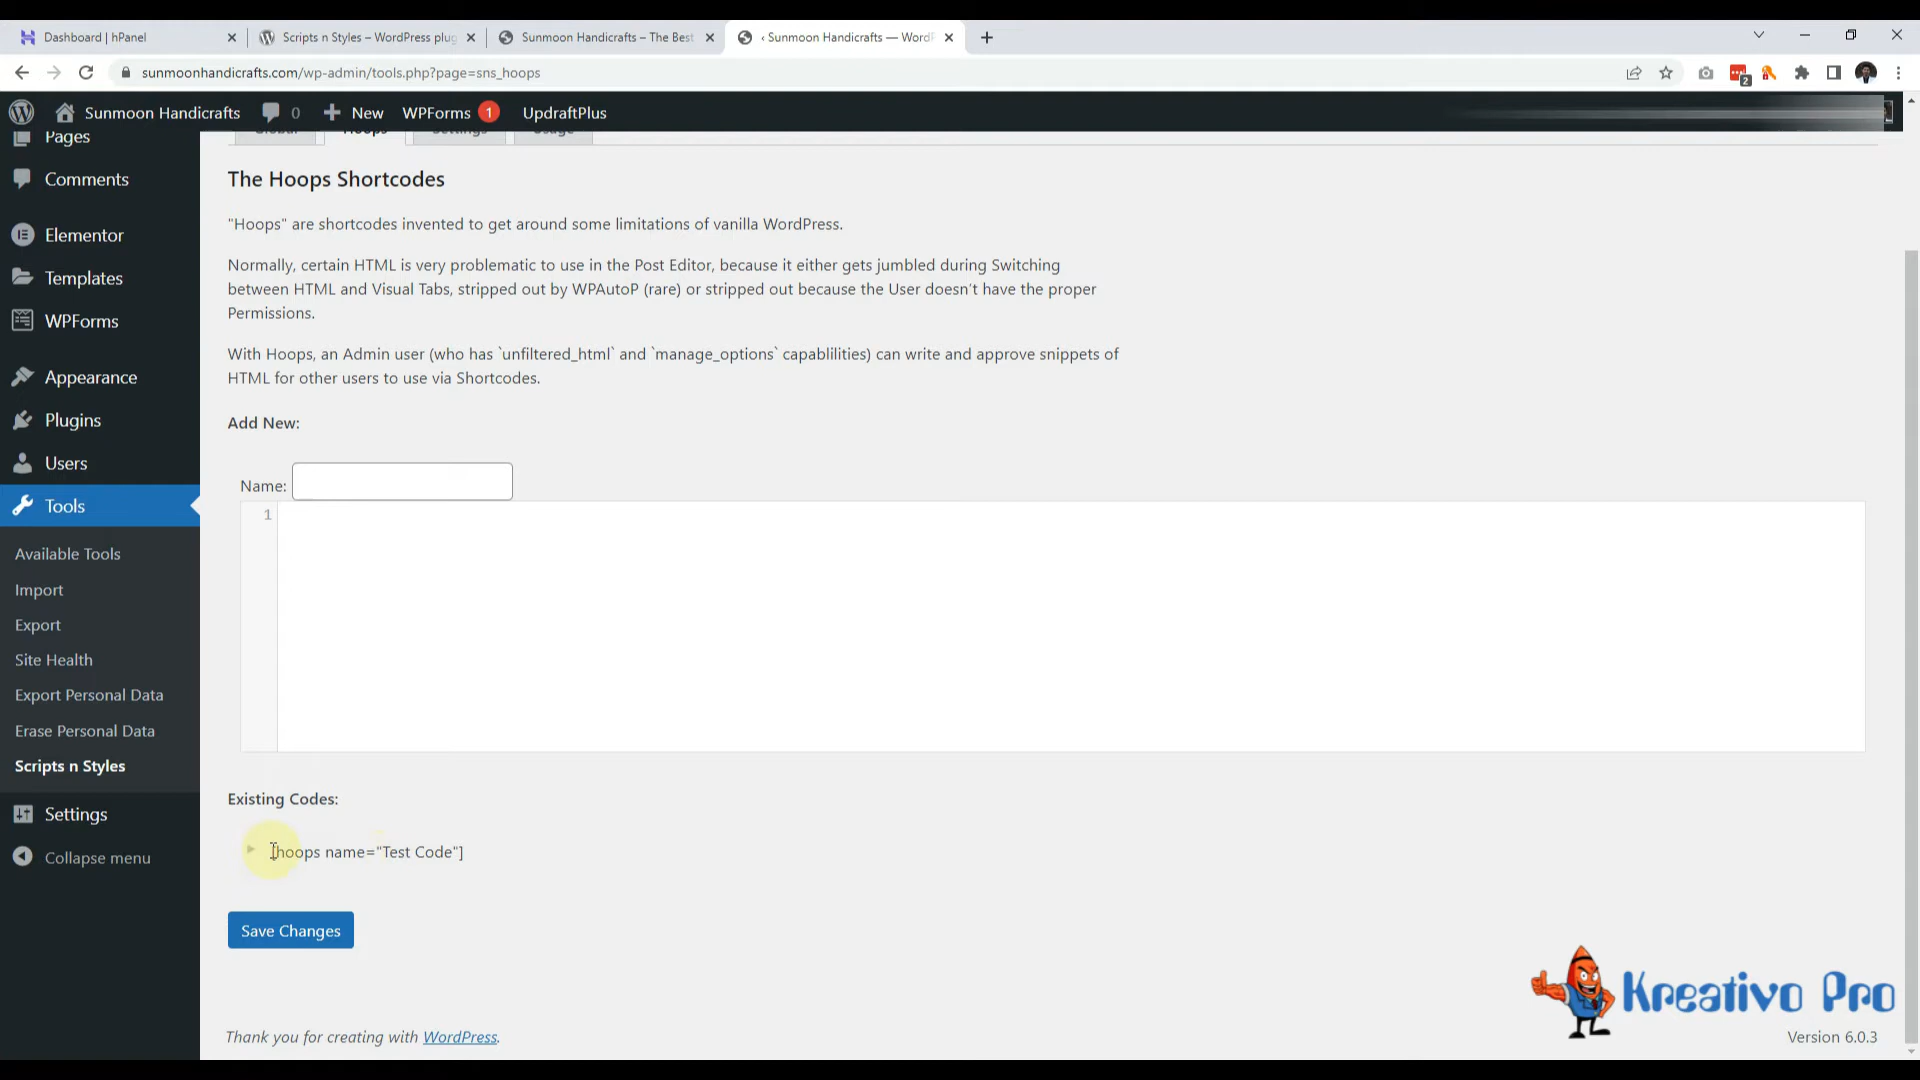 Dashboard | hPanel
Scripts n Styles – WordPress plug
Sunmoon Handicrafts – The Best
‹ Sunmoon Handicrafts — WordP
sunmoonhandicrafts.com/wp-admin/tools.php?page=sns_hoops
2
Sunmoon Handicrafts
0
New
WPForms 1
UpdraftPlus
Pages
Comments
Elementor
Templates
WPForms
Appearance
Plugins
Users
Tools
Available Tools
Import
Export
Site Health
Export Personal Data
Erase Personal Data
Scripts n Styles
Settings
Collapse menu
Global
Hoops
Settings
Usage
The Hoops Shortcodes
"Hoops" are shortcodes invented to get around some limitations of vanilla WordPress.
Normally, certain HTML is very problematic to use in the Post Editor, because it either gets jumbled during Switching
between HTML and Visual Tabs, stripped out by WPAutoP (rare) or stripped out because the User doesn't have the proper
Permissions.
With Hoops, an Admin user (who has `unfiltered_html` and `manage_options` capablilities) can write and approve snippets of
HTML for other users to use via Shortcodes.
Add New:
Name:
1
Existing Codes:
[hoops name="Test Code"]
Save Changes
Kreativo Pro
Thank you for creating with WordPress.
Version 6.0.3